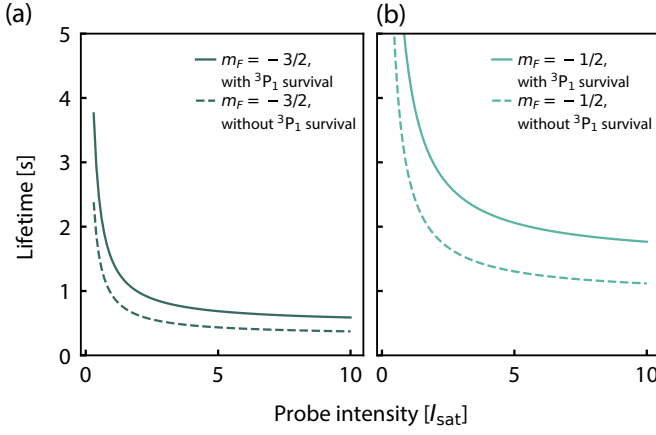 (a)
(b)
5
4
3
2
1
0
Lifetime [s]
m_F = − 3/2,
with ³P₁ survival
m_F = − 3/2,
without ³P₁ survival
m_F = − 1/2,
with ³P₁ survival
m_F = − 1/2,
without ³P₁ survival
0 5 10
0 5 10
Probe intensity [I_sat]